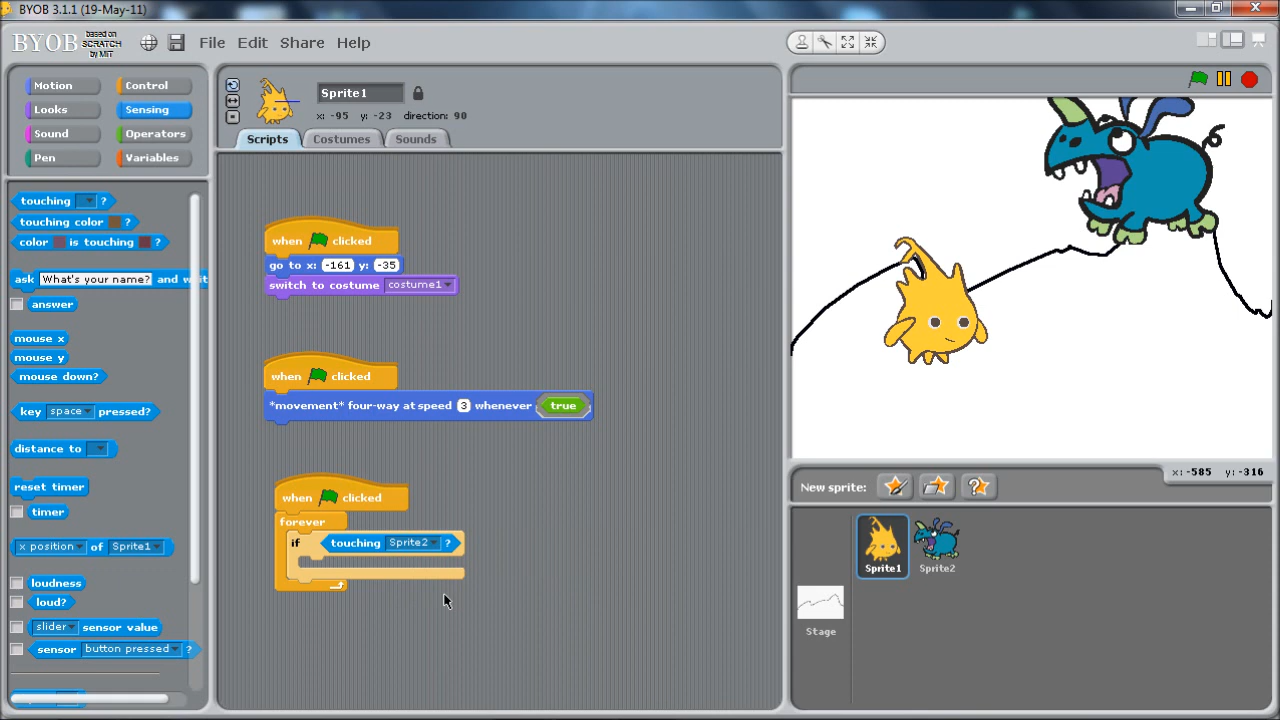 BYOB 3.1.1 (19-May-11)
BYOB based on SCRATCH by MIT File Edit Share Help
Motion Control
Looks Sensing
Sound Operators
Pen Variables
Sprite1
x: -95 y: -23 direction: 90
Scripts Costumes Sounds
touching ?
touching color ?
color is touching ?
ask What's your name? and wait
answer
mouse x
mouse y
mouse down?
key space pressed?
distance to
reset timer
timer
x position of Sprite1
loudness
loud?
slider sensor value
sensor button pressed ?
when clicked
go to x: -161 y: -35
switch to costume costume1
when clicked
*movement* four-way at speed 3 whenever true
when clicked
forever
if touching Sprite2 ?
x: -585 y: -316
New sprite:
Sprite1 Sprite2
Stage